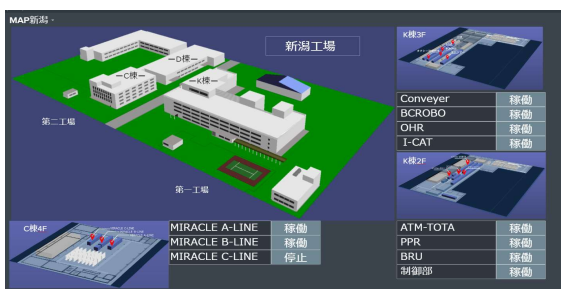 MAP新潟 -
新潟工場
－D棟－
－C棟－
－K棟－
第二工場
第一工場
K棟3F
Conveyer 稼働
BCROBO 稼働
OHR 稼働
I-CAT 稼働
K棟2F
ATM-TOTA 稼働
PPR 稼働
BRU 稼働
制御部 稼働
C棟4F
MIRACLE A-LINE 稼働
MIRACLE B-LINE 稼働
MIRACLE C-LINE 停止